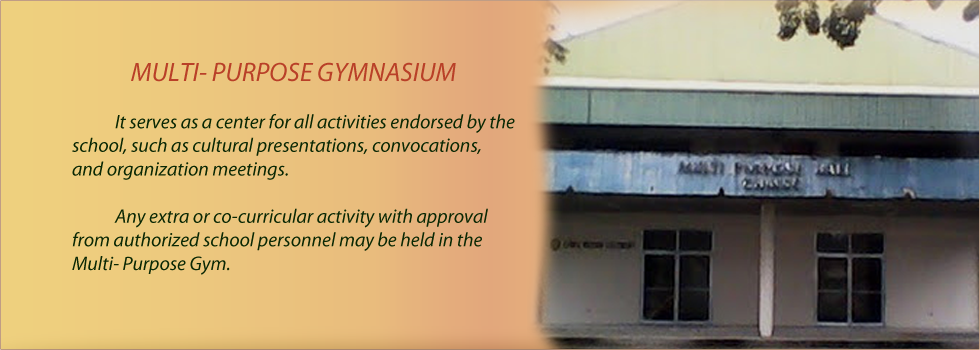 MULTI- PURPOSE GYMNASIUM
It serves as a center for all activities endorsed by the
school, such as cultural presentations, convocations,
and organization meetings.
Any extra or co-curricular activity with approval
from authorized school personnel may be held in the
Multi- Purpose Gym.
MULTI PURPOSE HALL